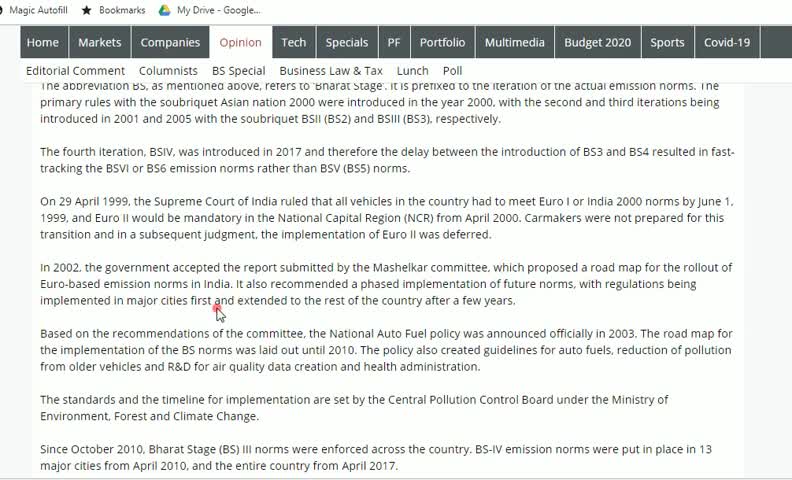 Magic Autofill Bookmarks My Drive - Google...
Home Markets Companies Opinion Tech Specials PF Portfolio Multimedia Budget 2020 Sports Covid-19
Editorial Comment Columnists BS Special Business Law & Tax Lunch Poll
The abbreviation BS, as mentioned above, refers to 'Bharat Stage'. It is prefixed to the iteration of the actual emission norms. The
primary rules with the soubriquet Asian nation 2000 were introduced in the year 2000, with the second and third iterations being
introduced in 2001 and 2005 with the soubriquet BSII (BS2) and BSIII (BS3), respectively.
The fourth iteration, BSIV, was introduced in 2017 and therefore the delay between the introduction of BS3 and BS4 resulted in fast-
tracking the BSVI or BS6 emission norms rather than BSV (BS5) norms.
On 29 April 1999, the Supreme Court of India ruled that all vehicles in the country had to meet Euro I or India 2000 norms by June 1,
1999, and Euro II would be mandatory in the National Capital Region (NCR) from April 2000. Carmakers were not prepared for this
transition and in a subsequent judgment, the implementation of Euro II was deferred.
In 2002, the government accepted the report submitted by the Mashelkar committee, which proposed a road map for the rollout of
Euro-based emission norms in India. It also recommended a phased implementation of future norms, with regulations being
implemented in major cities first and extended to the rest of the country after a few years.
Based on the recommendations of the committee, the National Auto Fuel policy was announced officially in 2003. The road map for
the implementation of the BS norms was laid out until 2010. The policy also created guidelines for auto fuels, reduction of pollution
from older vehicles and R&D for air quality data creation and health administration.
The standards and the timeline for implementation are set by the Central Pollution Control Board under the Ministry of
Environment, Forest and Climate Change.
Since October 2010, Bharat Stage (BS) III norms were enforced across the country. BS-IV emission norms were put in place in 13
major cities from April 2010, and the entire country from April 2017.